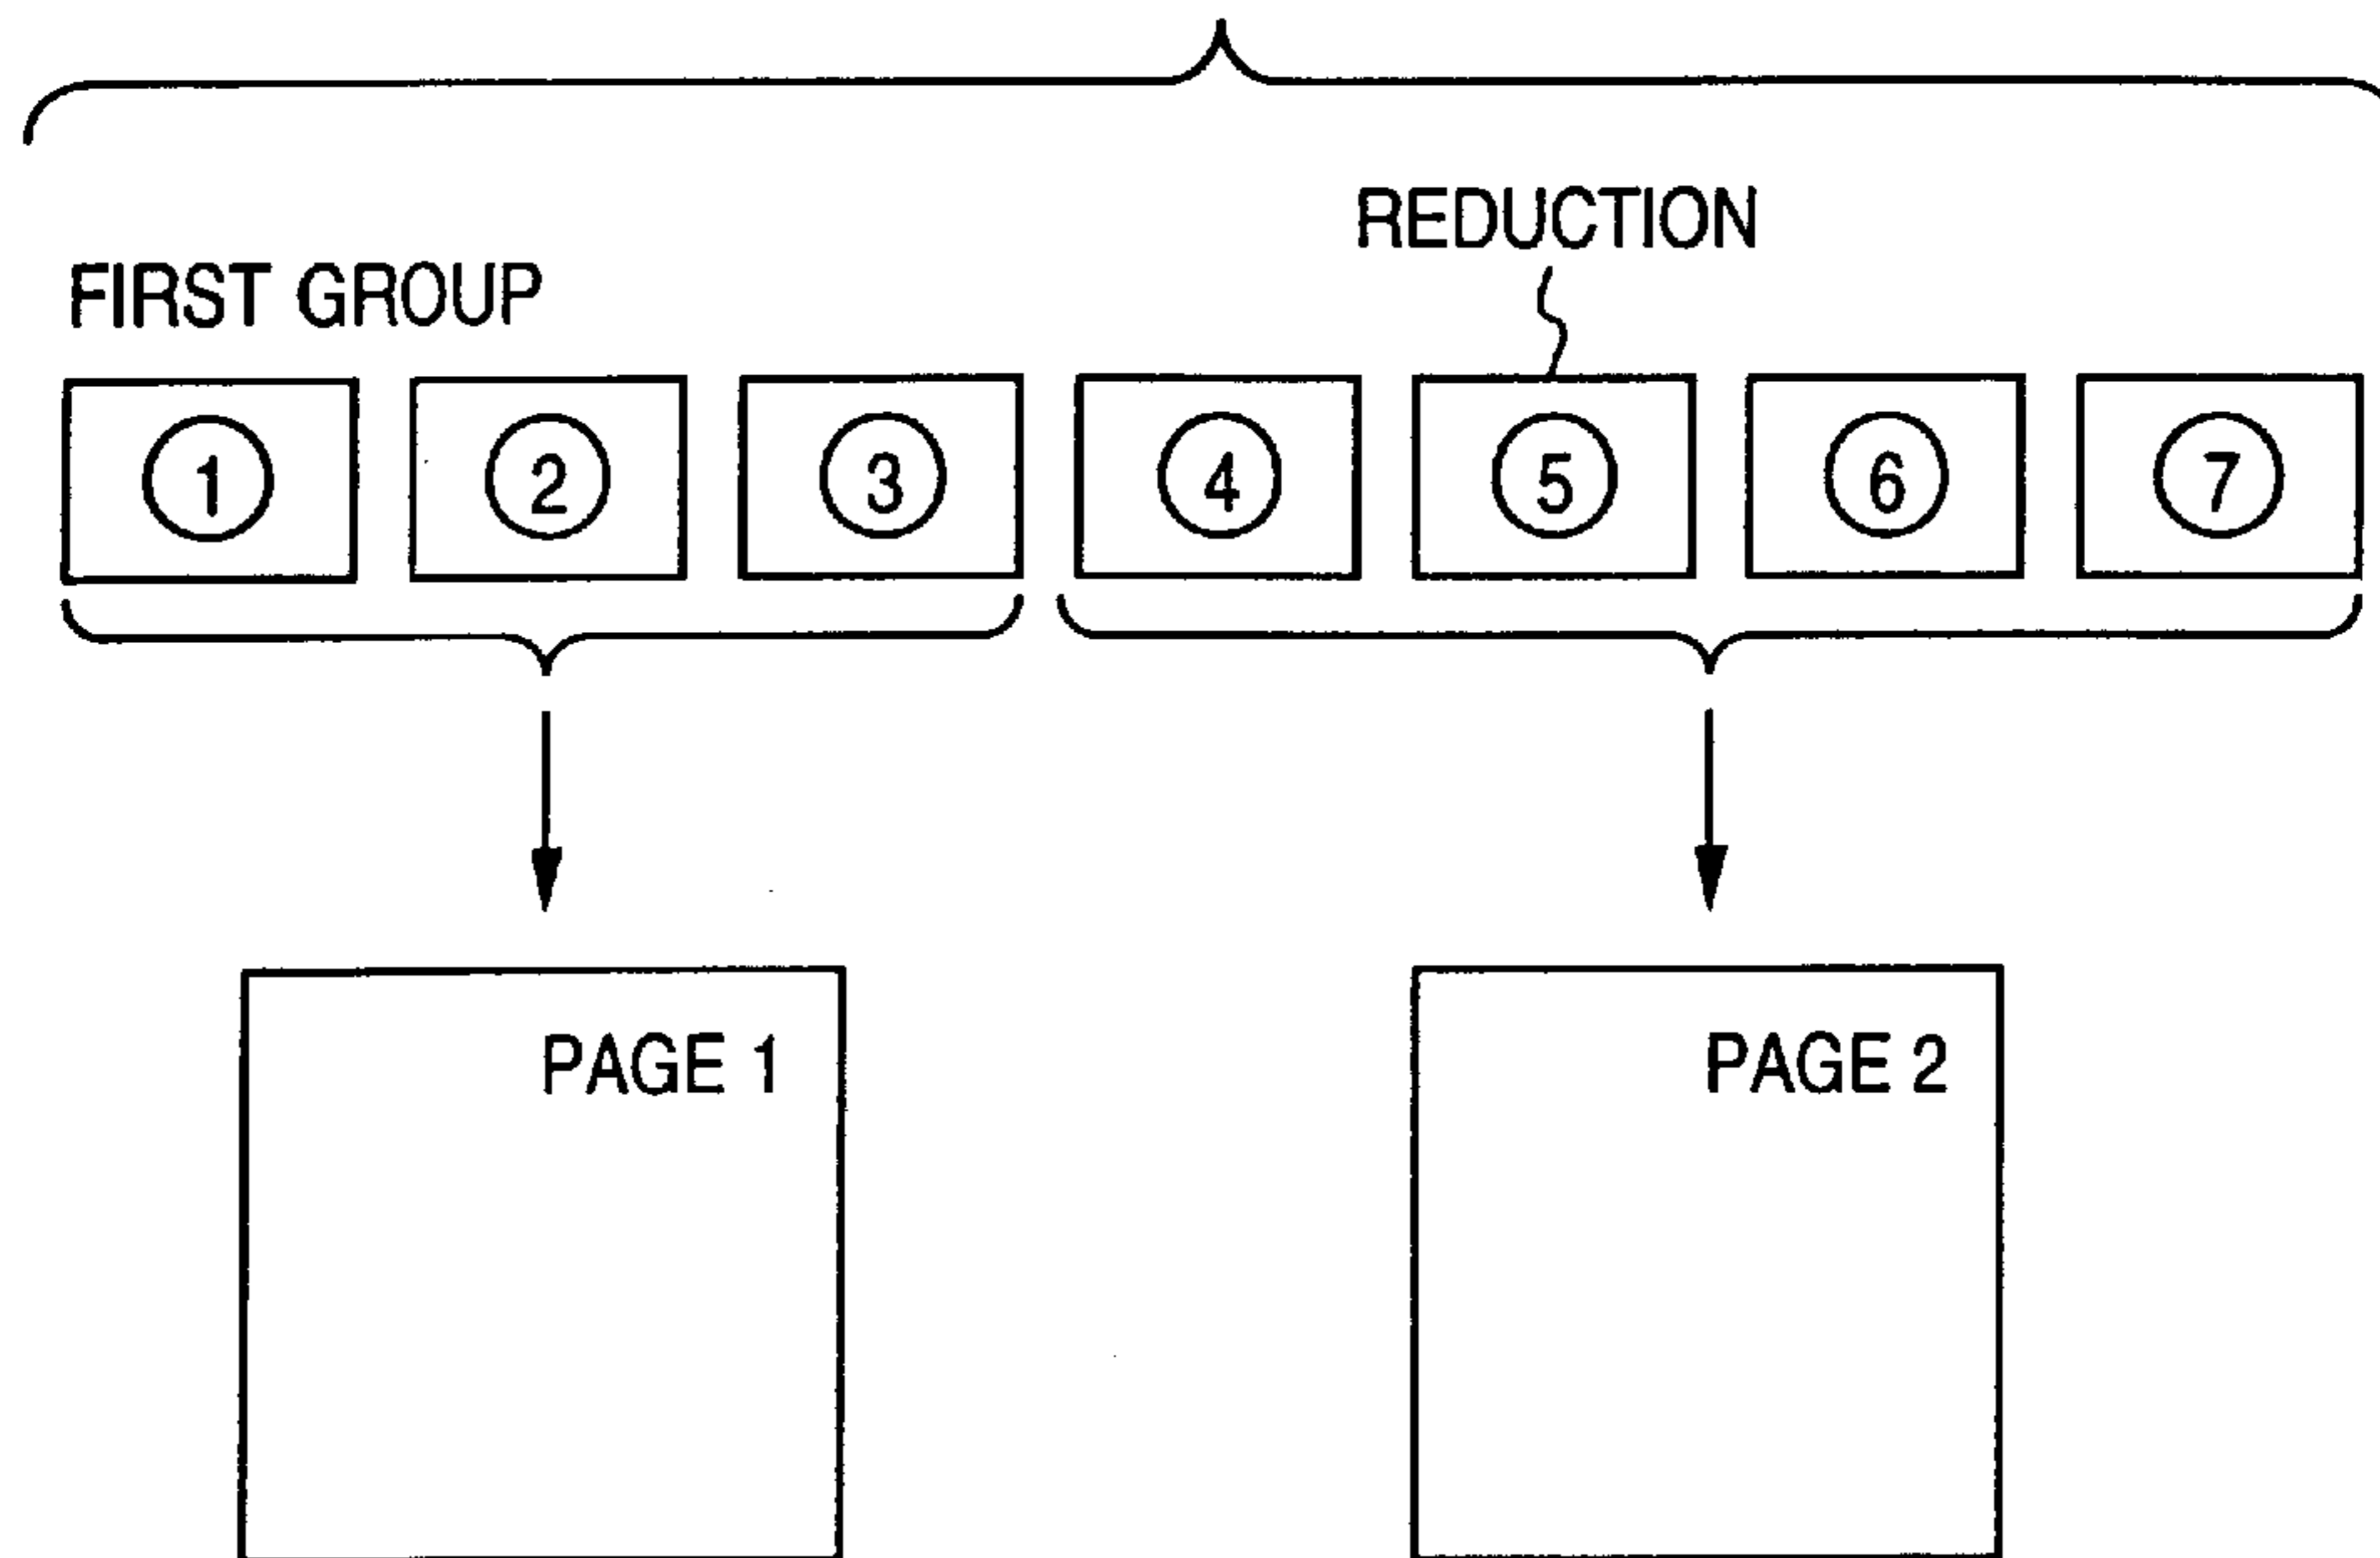 REDUCTION
FIRST GROUP
① ② ③ ④ ⑤ ⑥ ⑦
PAGE 1
PAGE 2